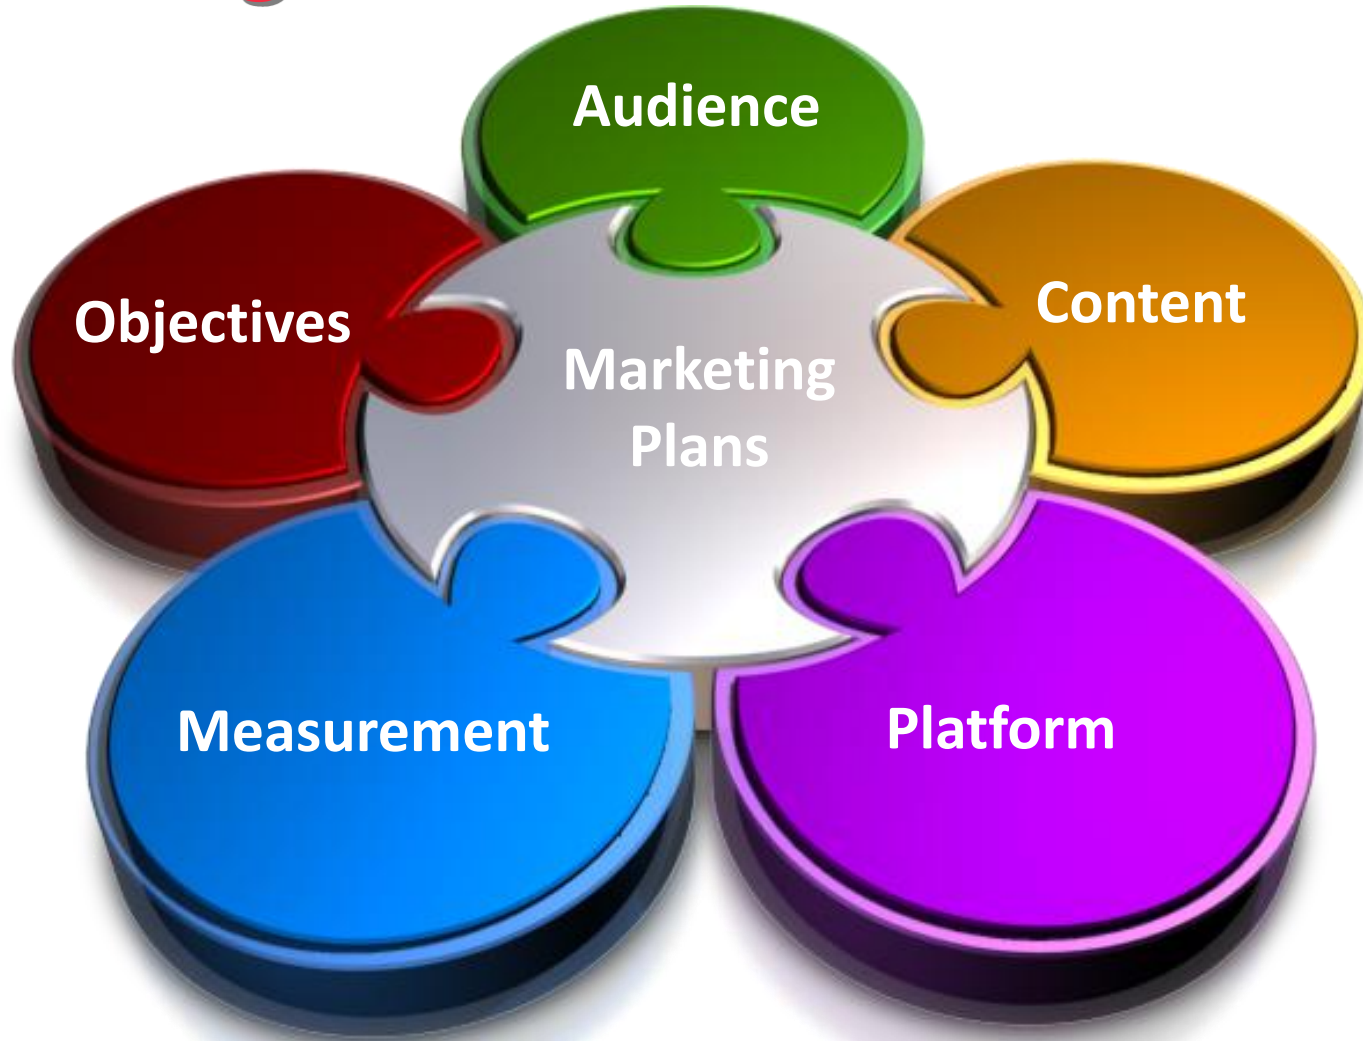 Audience
Objectives
Content
Marketing
Plans
Measurement
Platform